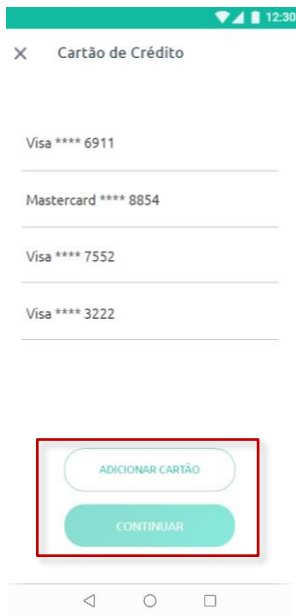 12:30
Cartão de Crédito
Visa **** 6911
Mastercard **** 8854
Visa **** 7552
Visa **** 3222
ADICIONAR CARTÃO
CONTINUAR